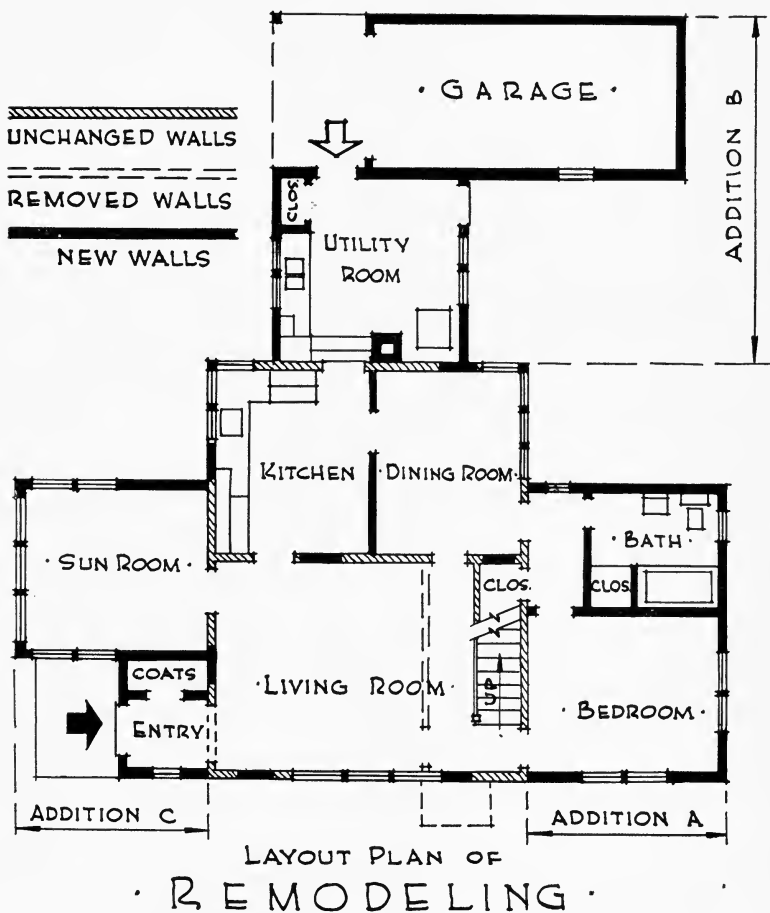 · GARAGE ·
ADDITION B
UNCHANGED WALLS
REMOVED WALLS
NEW WALLS
CLOS.
UTILITY
ROOM
KITCHEN
· DINING ROOM ·
· SUN ROOM ·
· BATH ·
CLOS.
CLOS.
COATS
· LIVING ROOM ·
UP
· BEDROOM ·
ENTRY
ADDITION C
ADDITION A
LAYOUT PLAN OF
· REMODELING ·